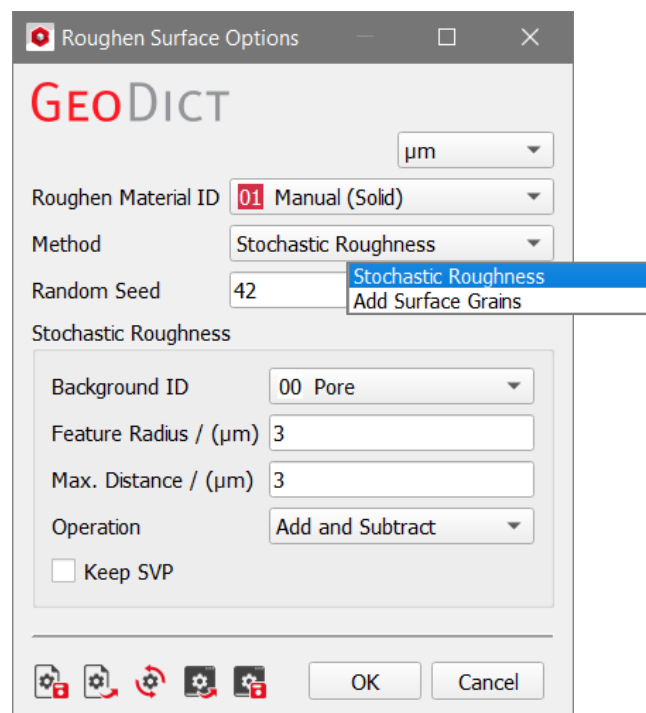 Roughen Surface Options
GEODICT
µm
Roughen Material ID 01 Manual (Solid)
Method Stochastic Roughness
Stochastic Roughness
Add Surface Grains
Random Seed 42
Stochastic Roughness
Background ID 00 Pore
Feature Radius / (µm) 3
Max. Distance / (µm) 3
Operation Add and Subtract
Keep SVP
OK Cancel